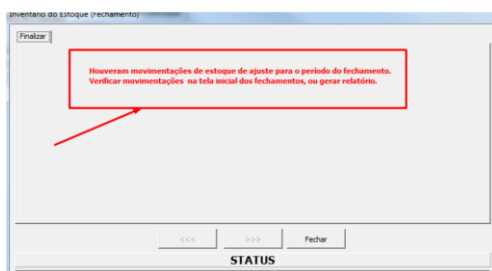 Inventário do Estoque (Fechamento)
Finalizar
Houveram movimentações de estoque de ajuste para o período do fechamento.
Verificar movimentações na tela inicial dos fechamentos, ou gerar relatório.
<<< >>> Fechar
STATUS